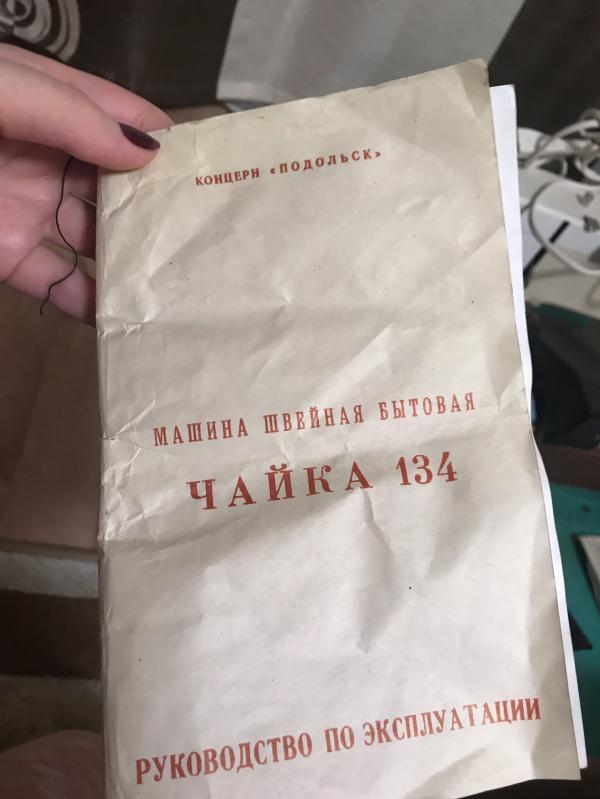 КОНЦЕРН «ПОДОЛЬСК»
МАШИНА ШВЕЙНАЯ БЫТОВАЯ
ЧАЙКА 134
РУКОВОДСТВО ПО ЭКСПЛУАТАЦИИ